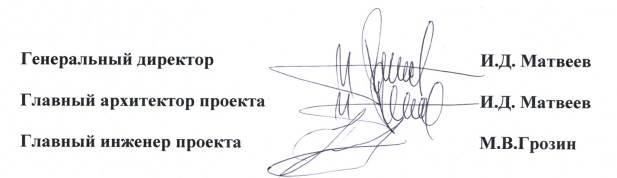 Генеральный директор И.Д. Матвеев
Главный архитектор проекта И.Д. Матвеев
Главный инженер проекта М.В.Грозин